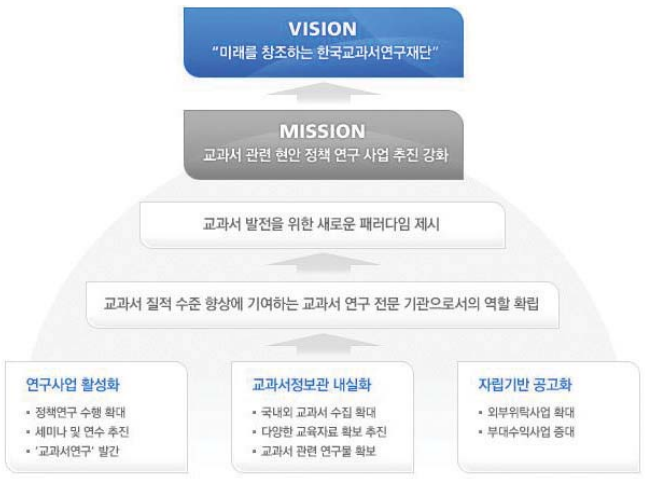 VISION
“미래를 창조하는 한국교과서연구재단”
MISSION
교과서 관련 현안 정책 연구 사업 추진 강화
교과서 발전을 위한 새로운 패러다임 제시
교과서 질적 수준 향상에 기여하는 교과서 연구 전문 기관으로서의 역할 확립
연구사업 활성화
▪ 정책연구 수행 확대
▪ 세미나 및 연수 추진
▪ ‘교과서연구’ 발간
교과서정보관 내실화
▪ 국내외 교과서 수집 확대
▪ 다양한 교육자료 확보 추진
▪ 교과서 관련 연구물 확보
자립기반 공고화
▪ 외부위탁사업 확대
▪ 부대수익사업 증대